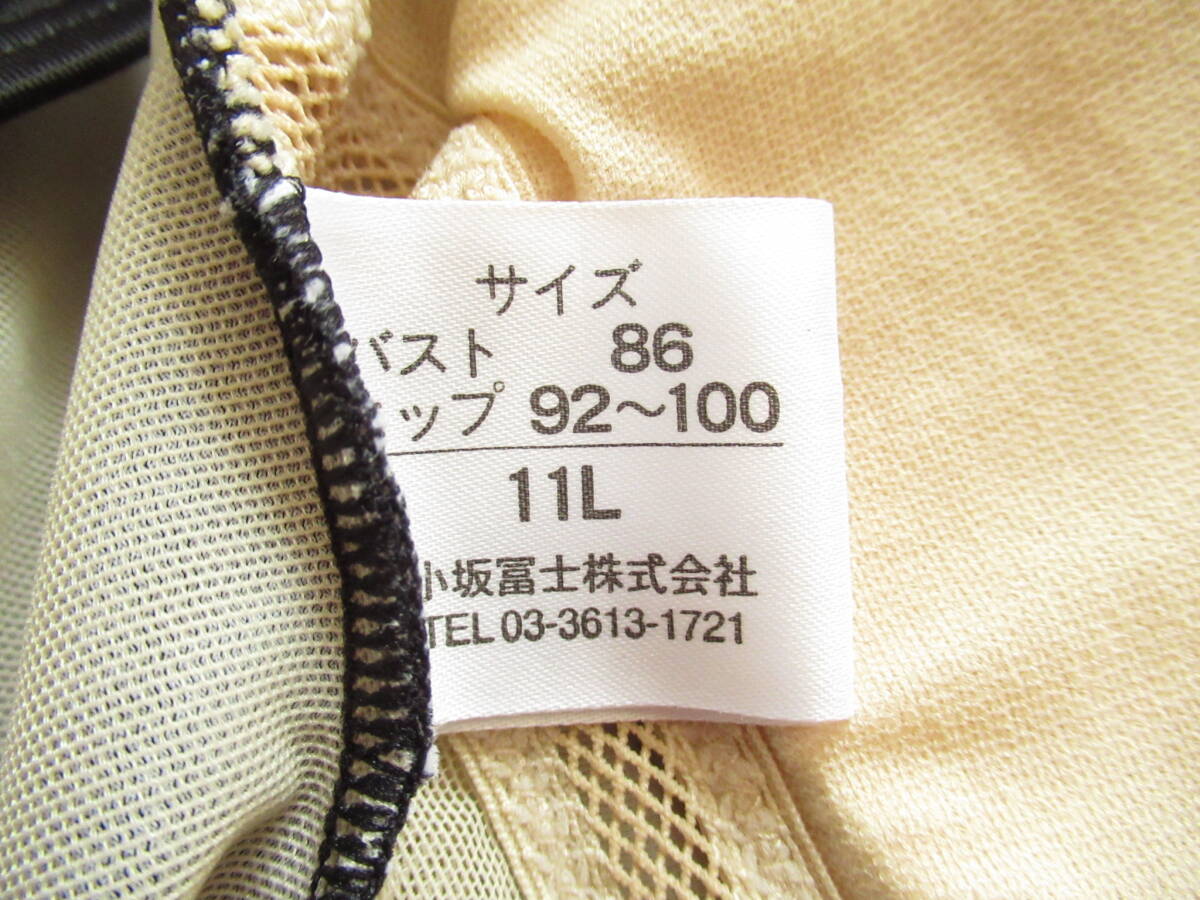 サイズ
バスト 86
ップ 92～100
11L
小坂冨士株式会社
TEL 03-3613-1721